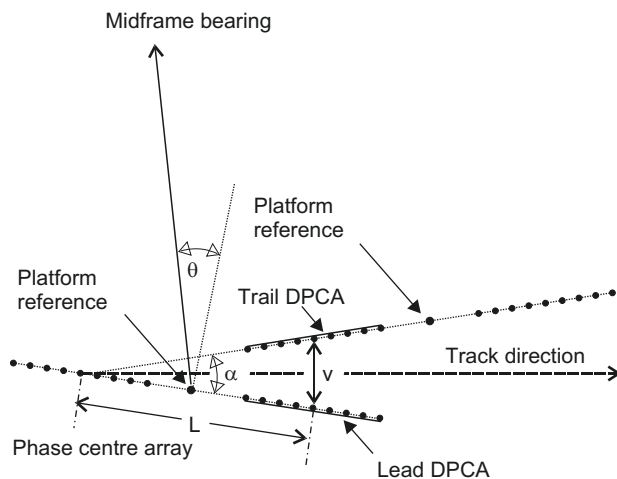 Midframe bearing
Platform
reference
θ
Platform
reference
Trail DPCA
α
v
Track direction
L
Phase centre array
Lead DPCA